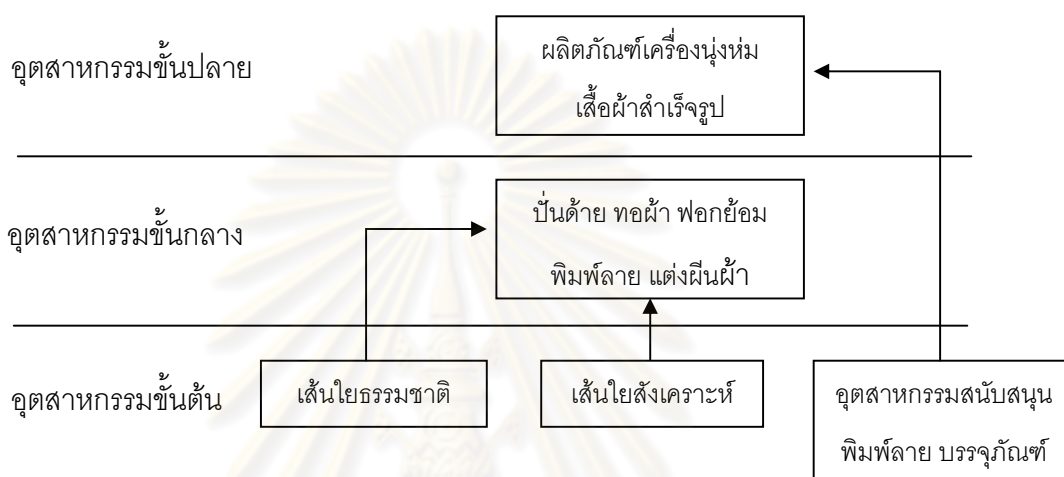 อุตสาหกรรมขั้นปลาย
ผลิตภัณฑ์เครื่องนุ่งห่ม
เสื้อผ้าสำเร็จรูป
อุตสาหกรรมขั้นกลาง
ปั่นด้าย ทอผ้า ฟอกย้อม
พิมพ์ลาย แต่งผืนผ้า
อุตสาหกรรมขั้นต้น
เส้นใยธรรมชาติ
เส้นใยสังเคราะห์
อุตสาหกรรมสนับสนุน
พิมพ์ลาย บรรจุภัณฑ์